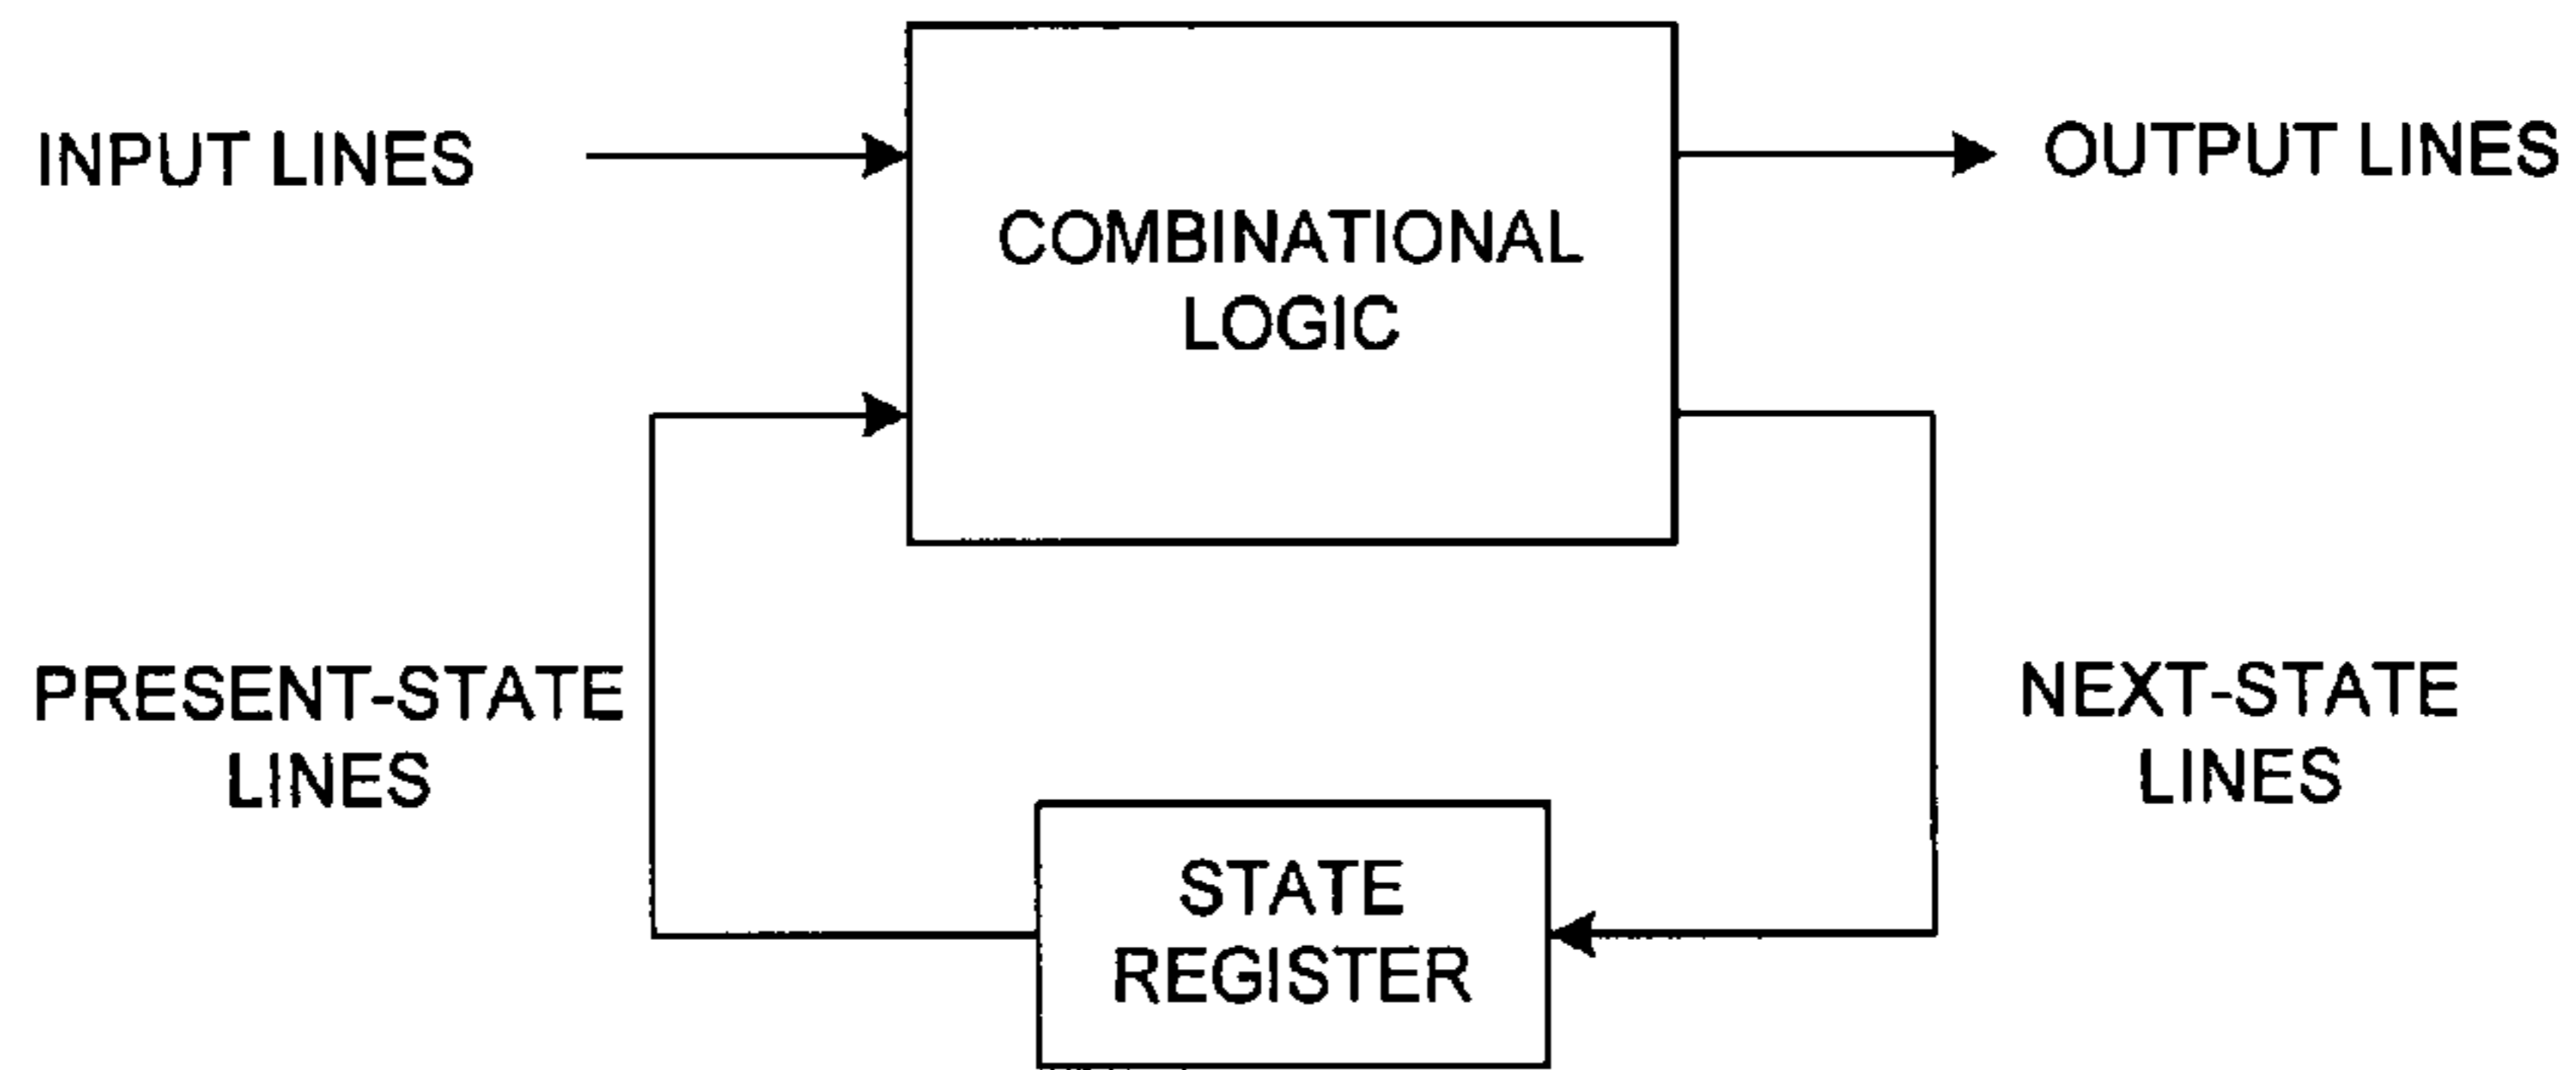 INPUT LINES
OUTPUT LINES
COMBINATIONAL
LOGIC
PRESENT-STATE
LINES
NEXT-STATE
LINES
STATE
REGISTER